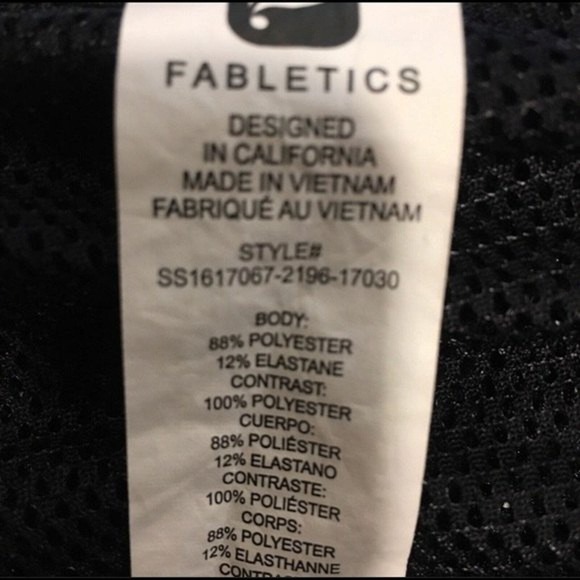 FABLETICS
DESIGNED
IN CALIFORNIA
MADE IN VIETNAM
FABRIQUÉ AU VIETNAM
STYLE#
SS1617067-2196-17030
BODY:
88% POLYESTER
12% ELASTANE
CONTRAST:
100% POLYESTER
CUERPO:
88% POLIÉSTER
12% ELASTANO
CONTRASTE:
100% POLIÉSTER
CORPS:
88% POLYESTER
12% ELASTHANNE